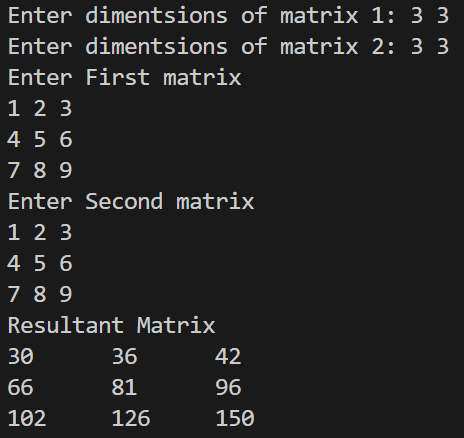 Enter dimentsions of matrix 1: 3 3
Enter dimentsions of matrix 2: 3 3
Enter First matrix
1 2 3
4 5 6
7 8 9
Enter Second matrix
1 2 3
4 5 6
7 8 9
Resultant Matrix
30 36 42
66 81 96
102 126 150